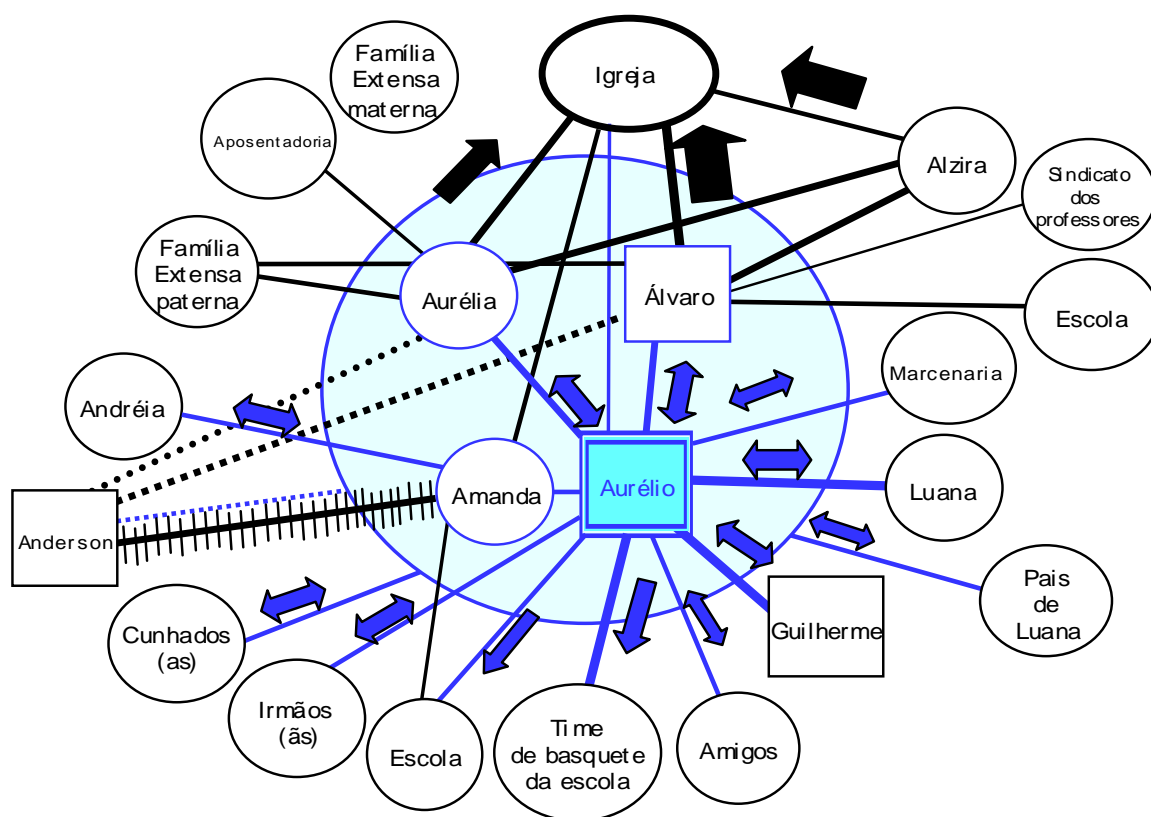 Família
Extensa
materna
Igreja
Aposentadoria
Alzira
Sindicato
dos
professores
Família
Extensa
paterna
Aurélia
Álvaro
Escola
Marcenaria
Andréia
Amanda
Aurélio
Luana
Anderson
Pais
de
Luana
Guilherme
Cunhados
(as)
Irmãos
(ãs)
Escola
Time
de basquete
da escola
Amigos